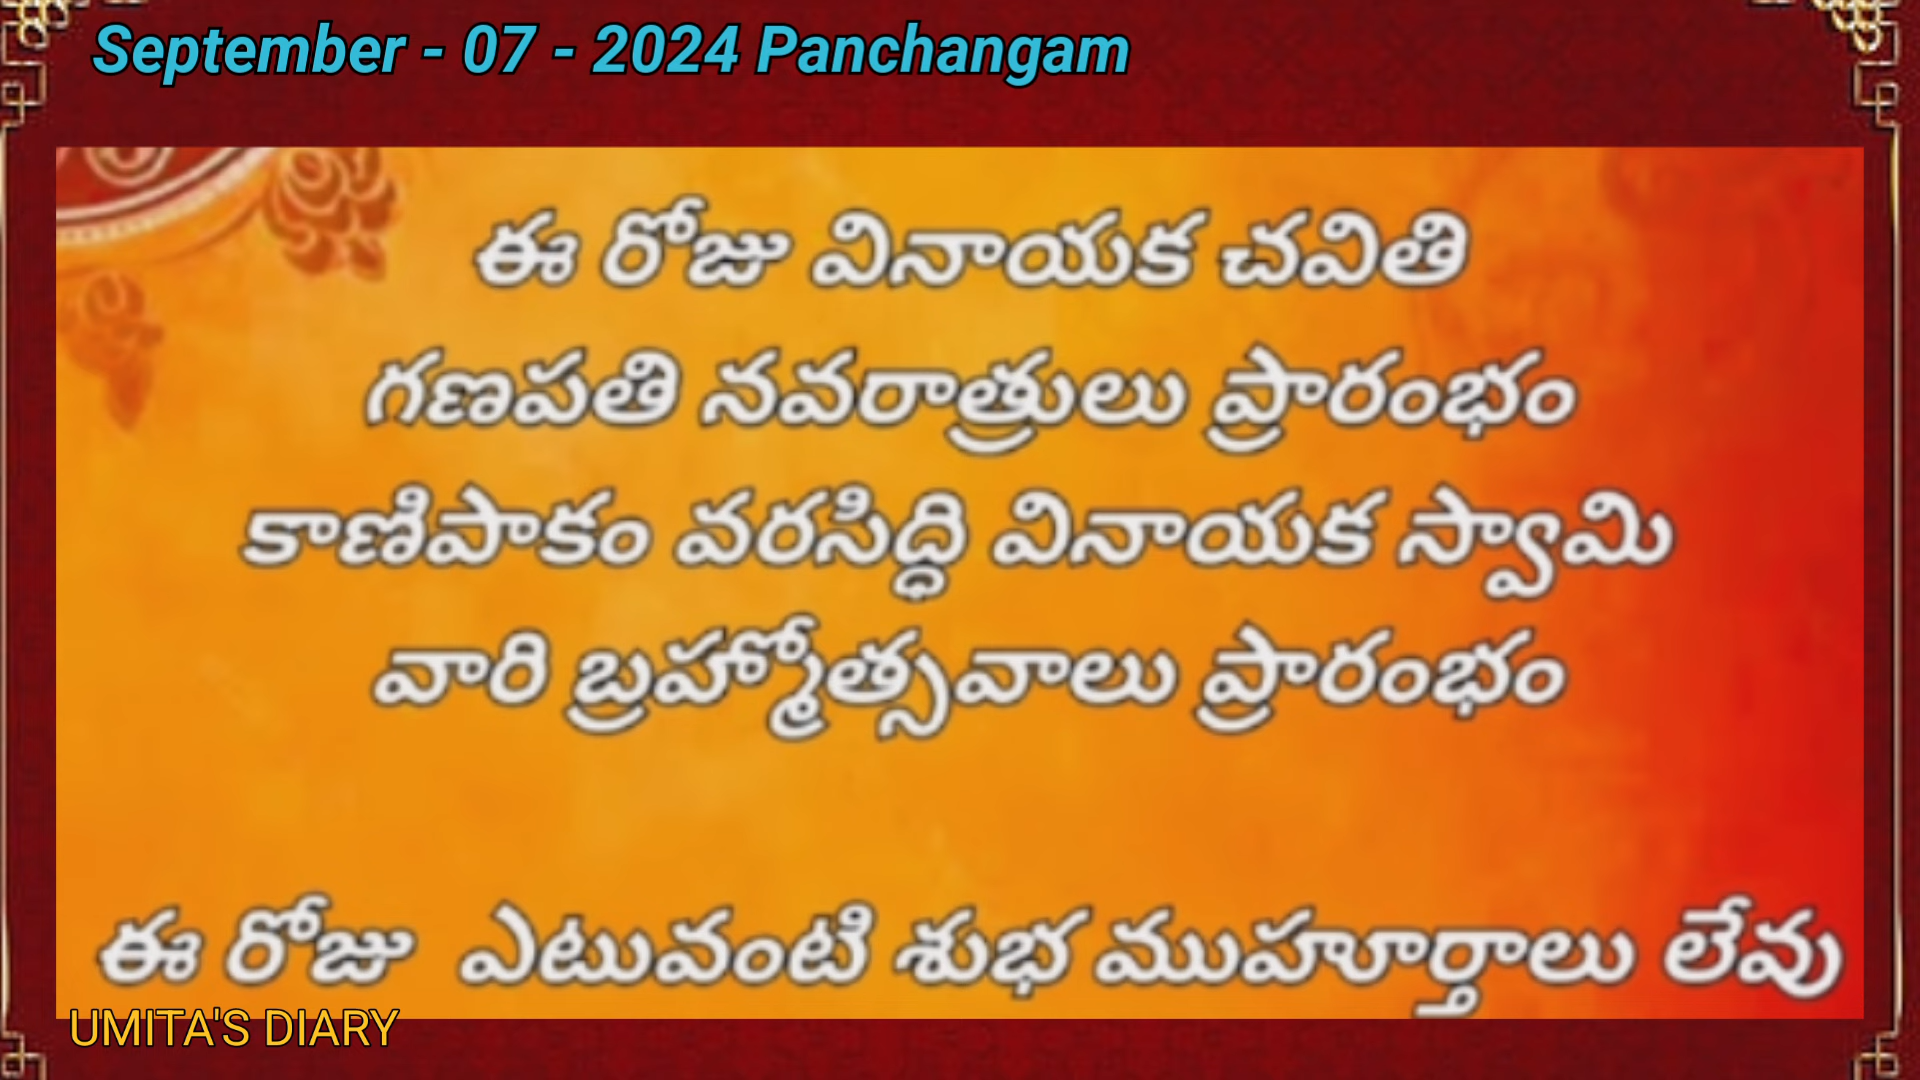 September - 07 - 2024 Panchangam
ఈ రోజు వినాయక చవితి
గణపతి నవరాత్రులు ప్రారంభం
కాణిపాకం వరసిద్ధి వినాయక స్వామి
వారి బ్రహ్మోత్సవాలు ప్రారంభం
ఈ రోజు ఎటువంటి శుభ ముహూర్తాలు లేవు
UMITA'S DIARY